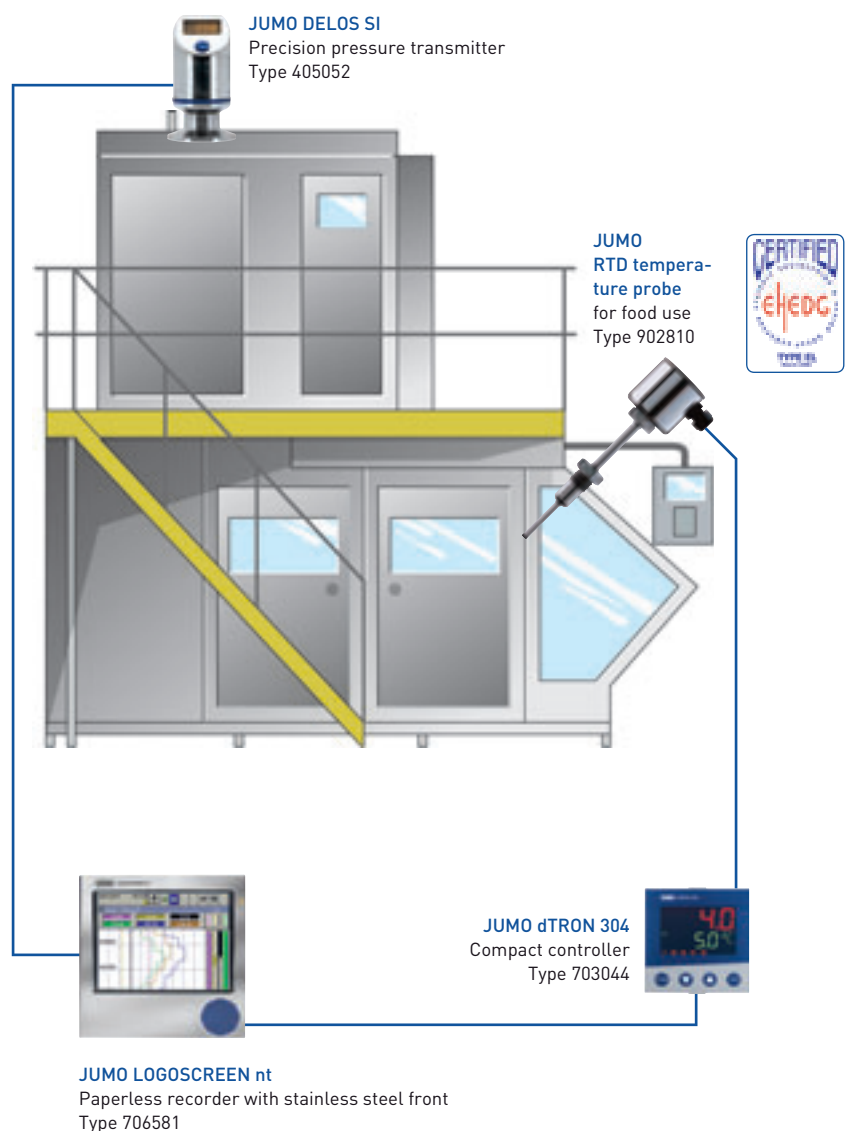 JUMO DELOS SI
Precision pressure transmitter
Type 405052
JUMO
RTD tempera-
ture probe
for food use
Type 902810
CERTIFIED
EHEDG
TYPE EL
4.0
5.0 °C
JUMO dTRON 304
Compact controller
Type 703044
JUMO LOGOSCREEN nt
Paperless recorder with stainless steel front
Type 706581